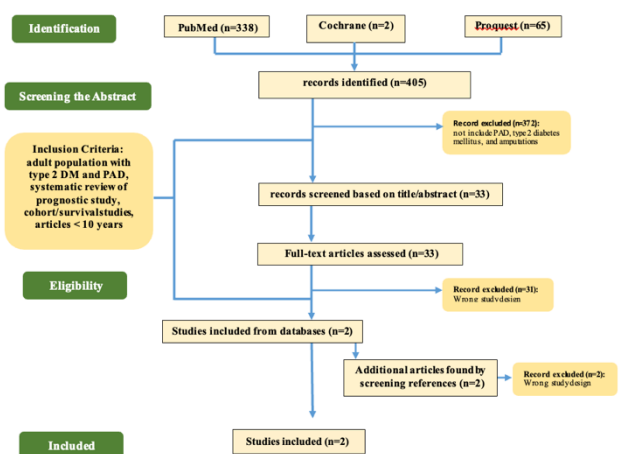 Identification
PubMed (n=338)
Cochrane (n=2)
Proquest (n=65)
records identified (n=405)
Screening the Abstract
Record excluded (n=372):
not include PAD, type 2 diabetes
mellitus, and amputations
Inclusion Criteria:
adult population with
type 2 DM and PAD,
systematic review of
prognostic study,
cohort/survivalstudies,
articles < 10 years
records screened based on title/abstract (n=33)
Full-text articles assessed (n=33)
Eligibility
Record excluded (n=31):
Wrong studydesign
Studies included from databases (n=2)
Additional articles found by
screening references (n=2)
Record excluded (n=2):
Wrong studydesign
Studies included (n=2)
Included